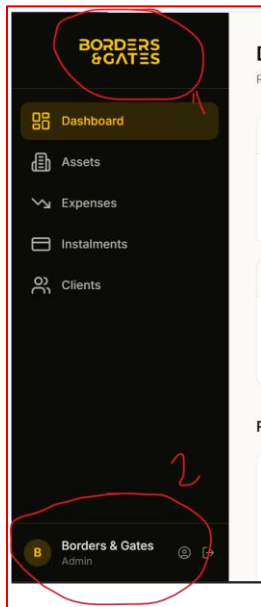 BORDERS
&GATES
Dashboard
Assets
Expenses
Instalments
Clients
2
B
Borders & Gates
Admin